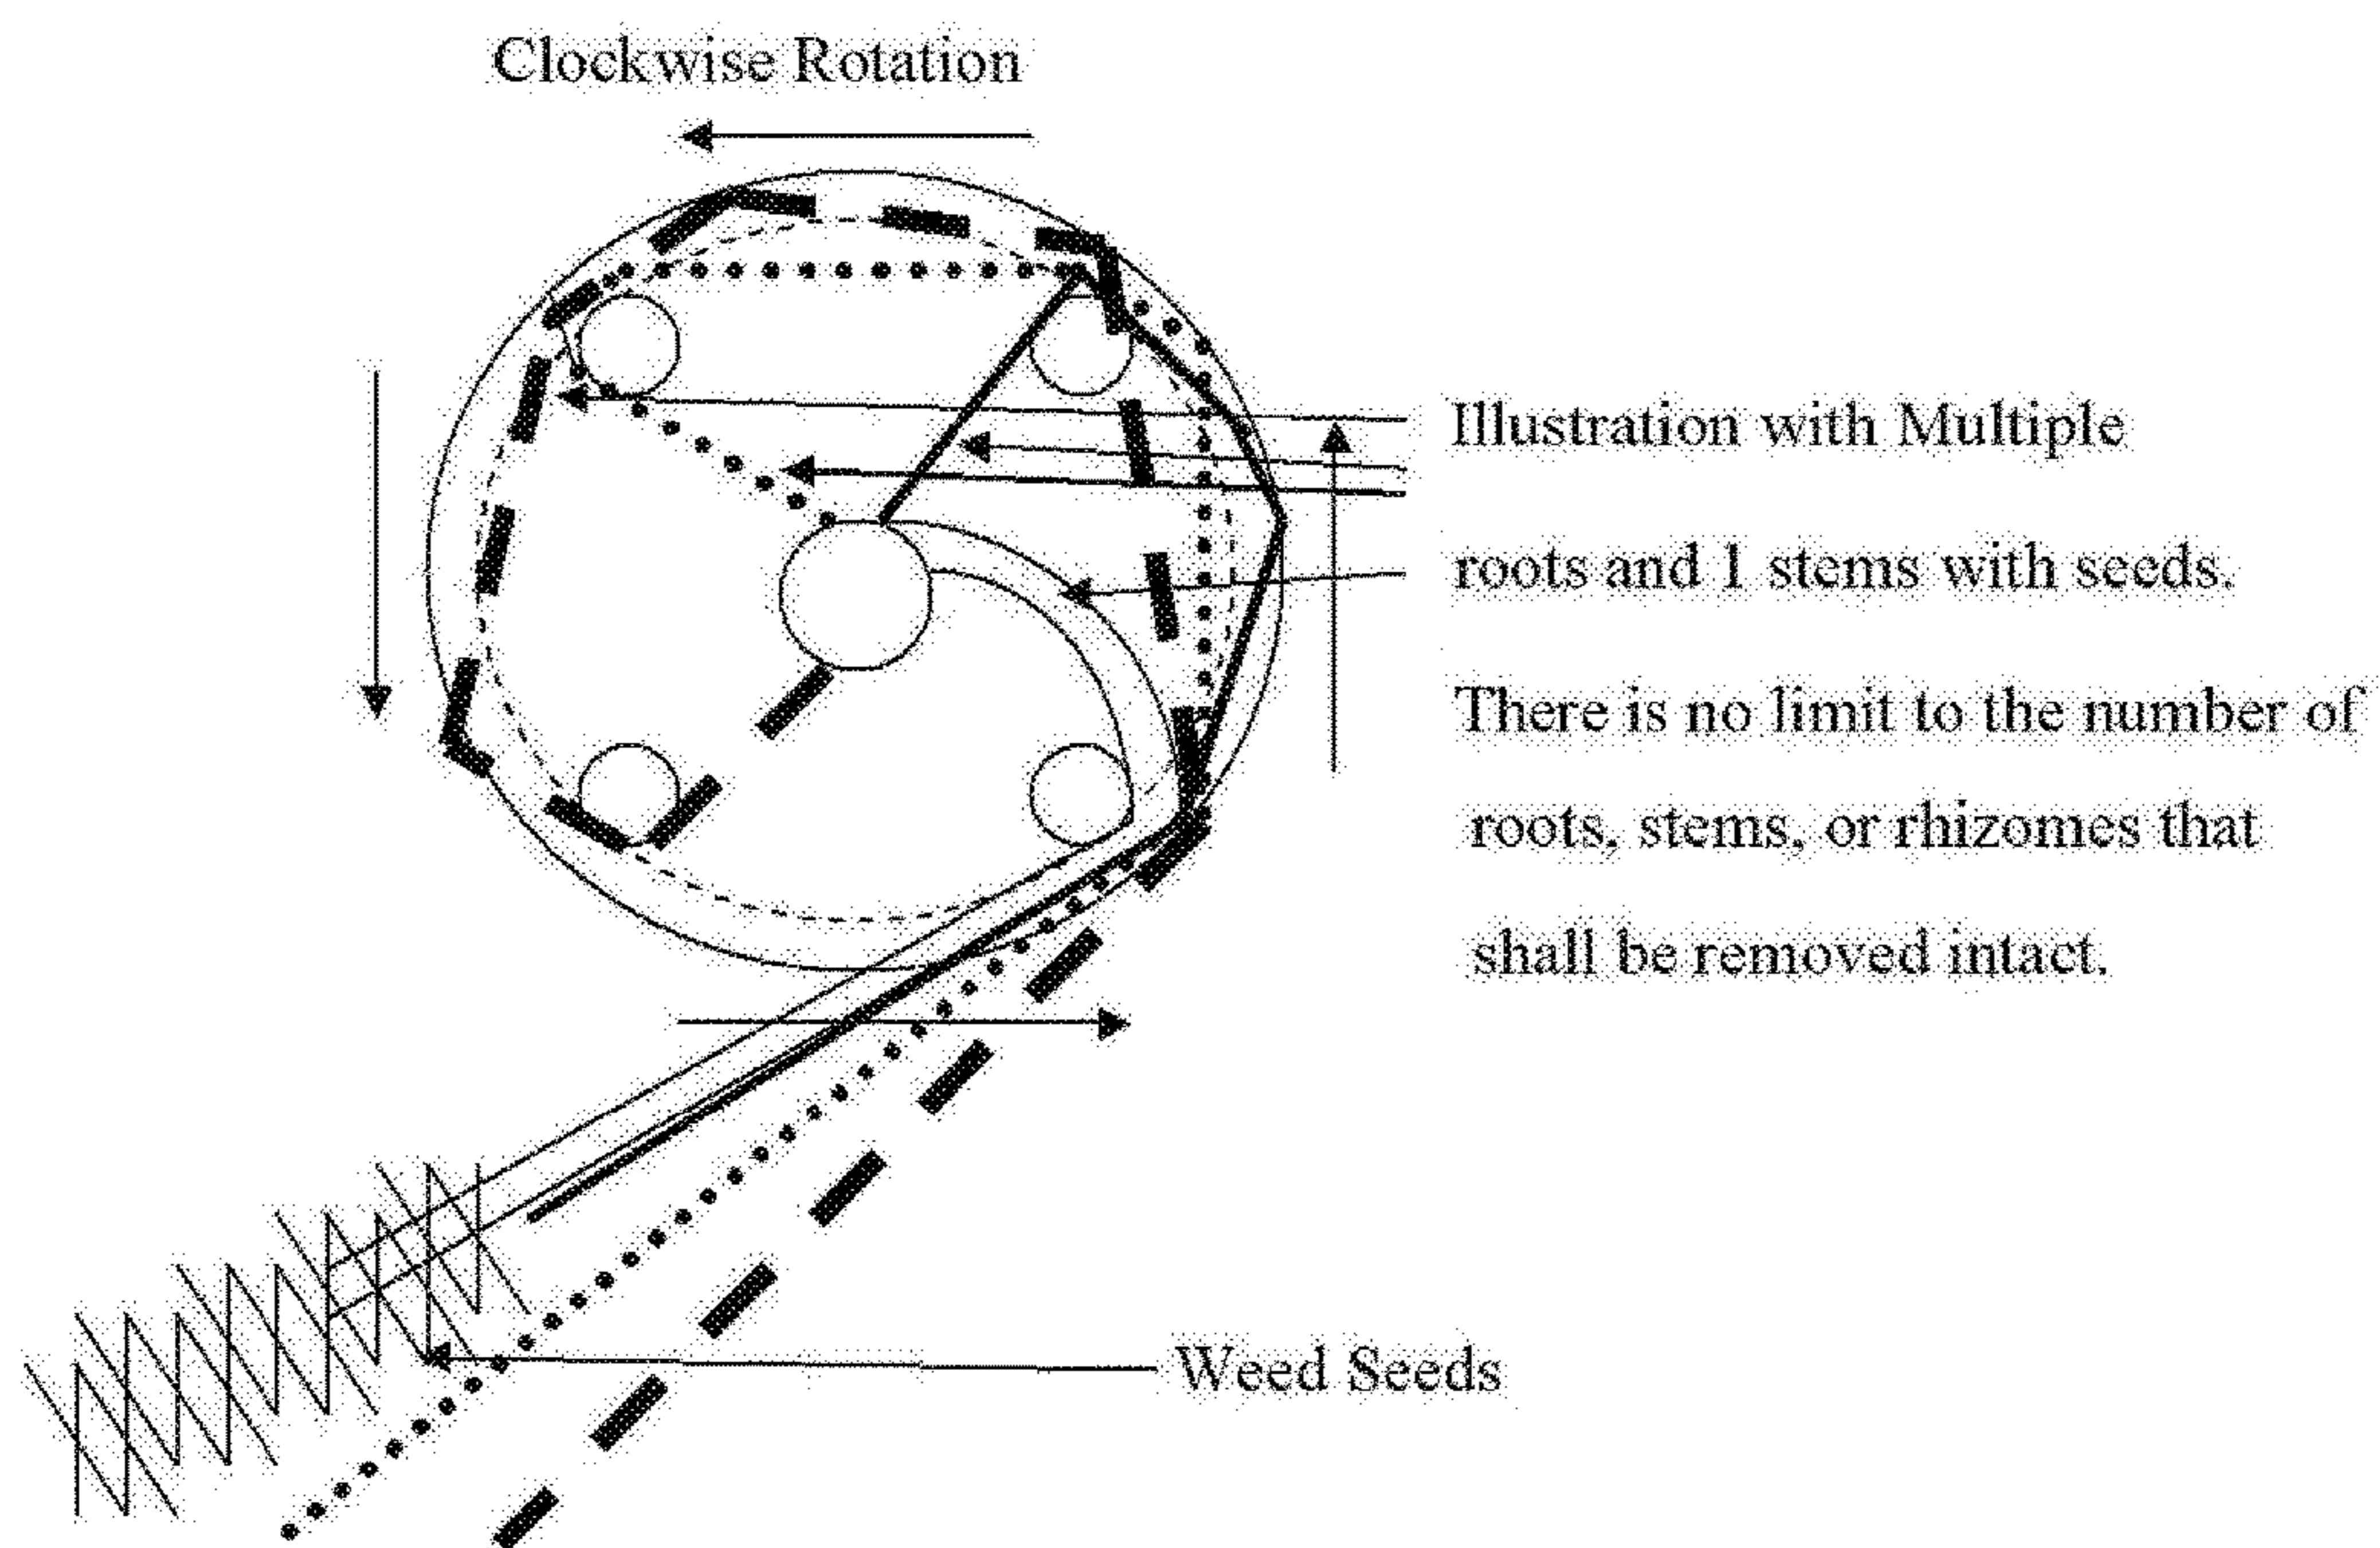 Clockwise Rotation
Illustration with Multiple
roots and 1 stems with seeds.
There is no limit to the number of
roots, stems, or rhizomes that
shall be removed intact.
Weed Seeds